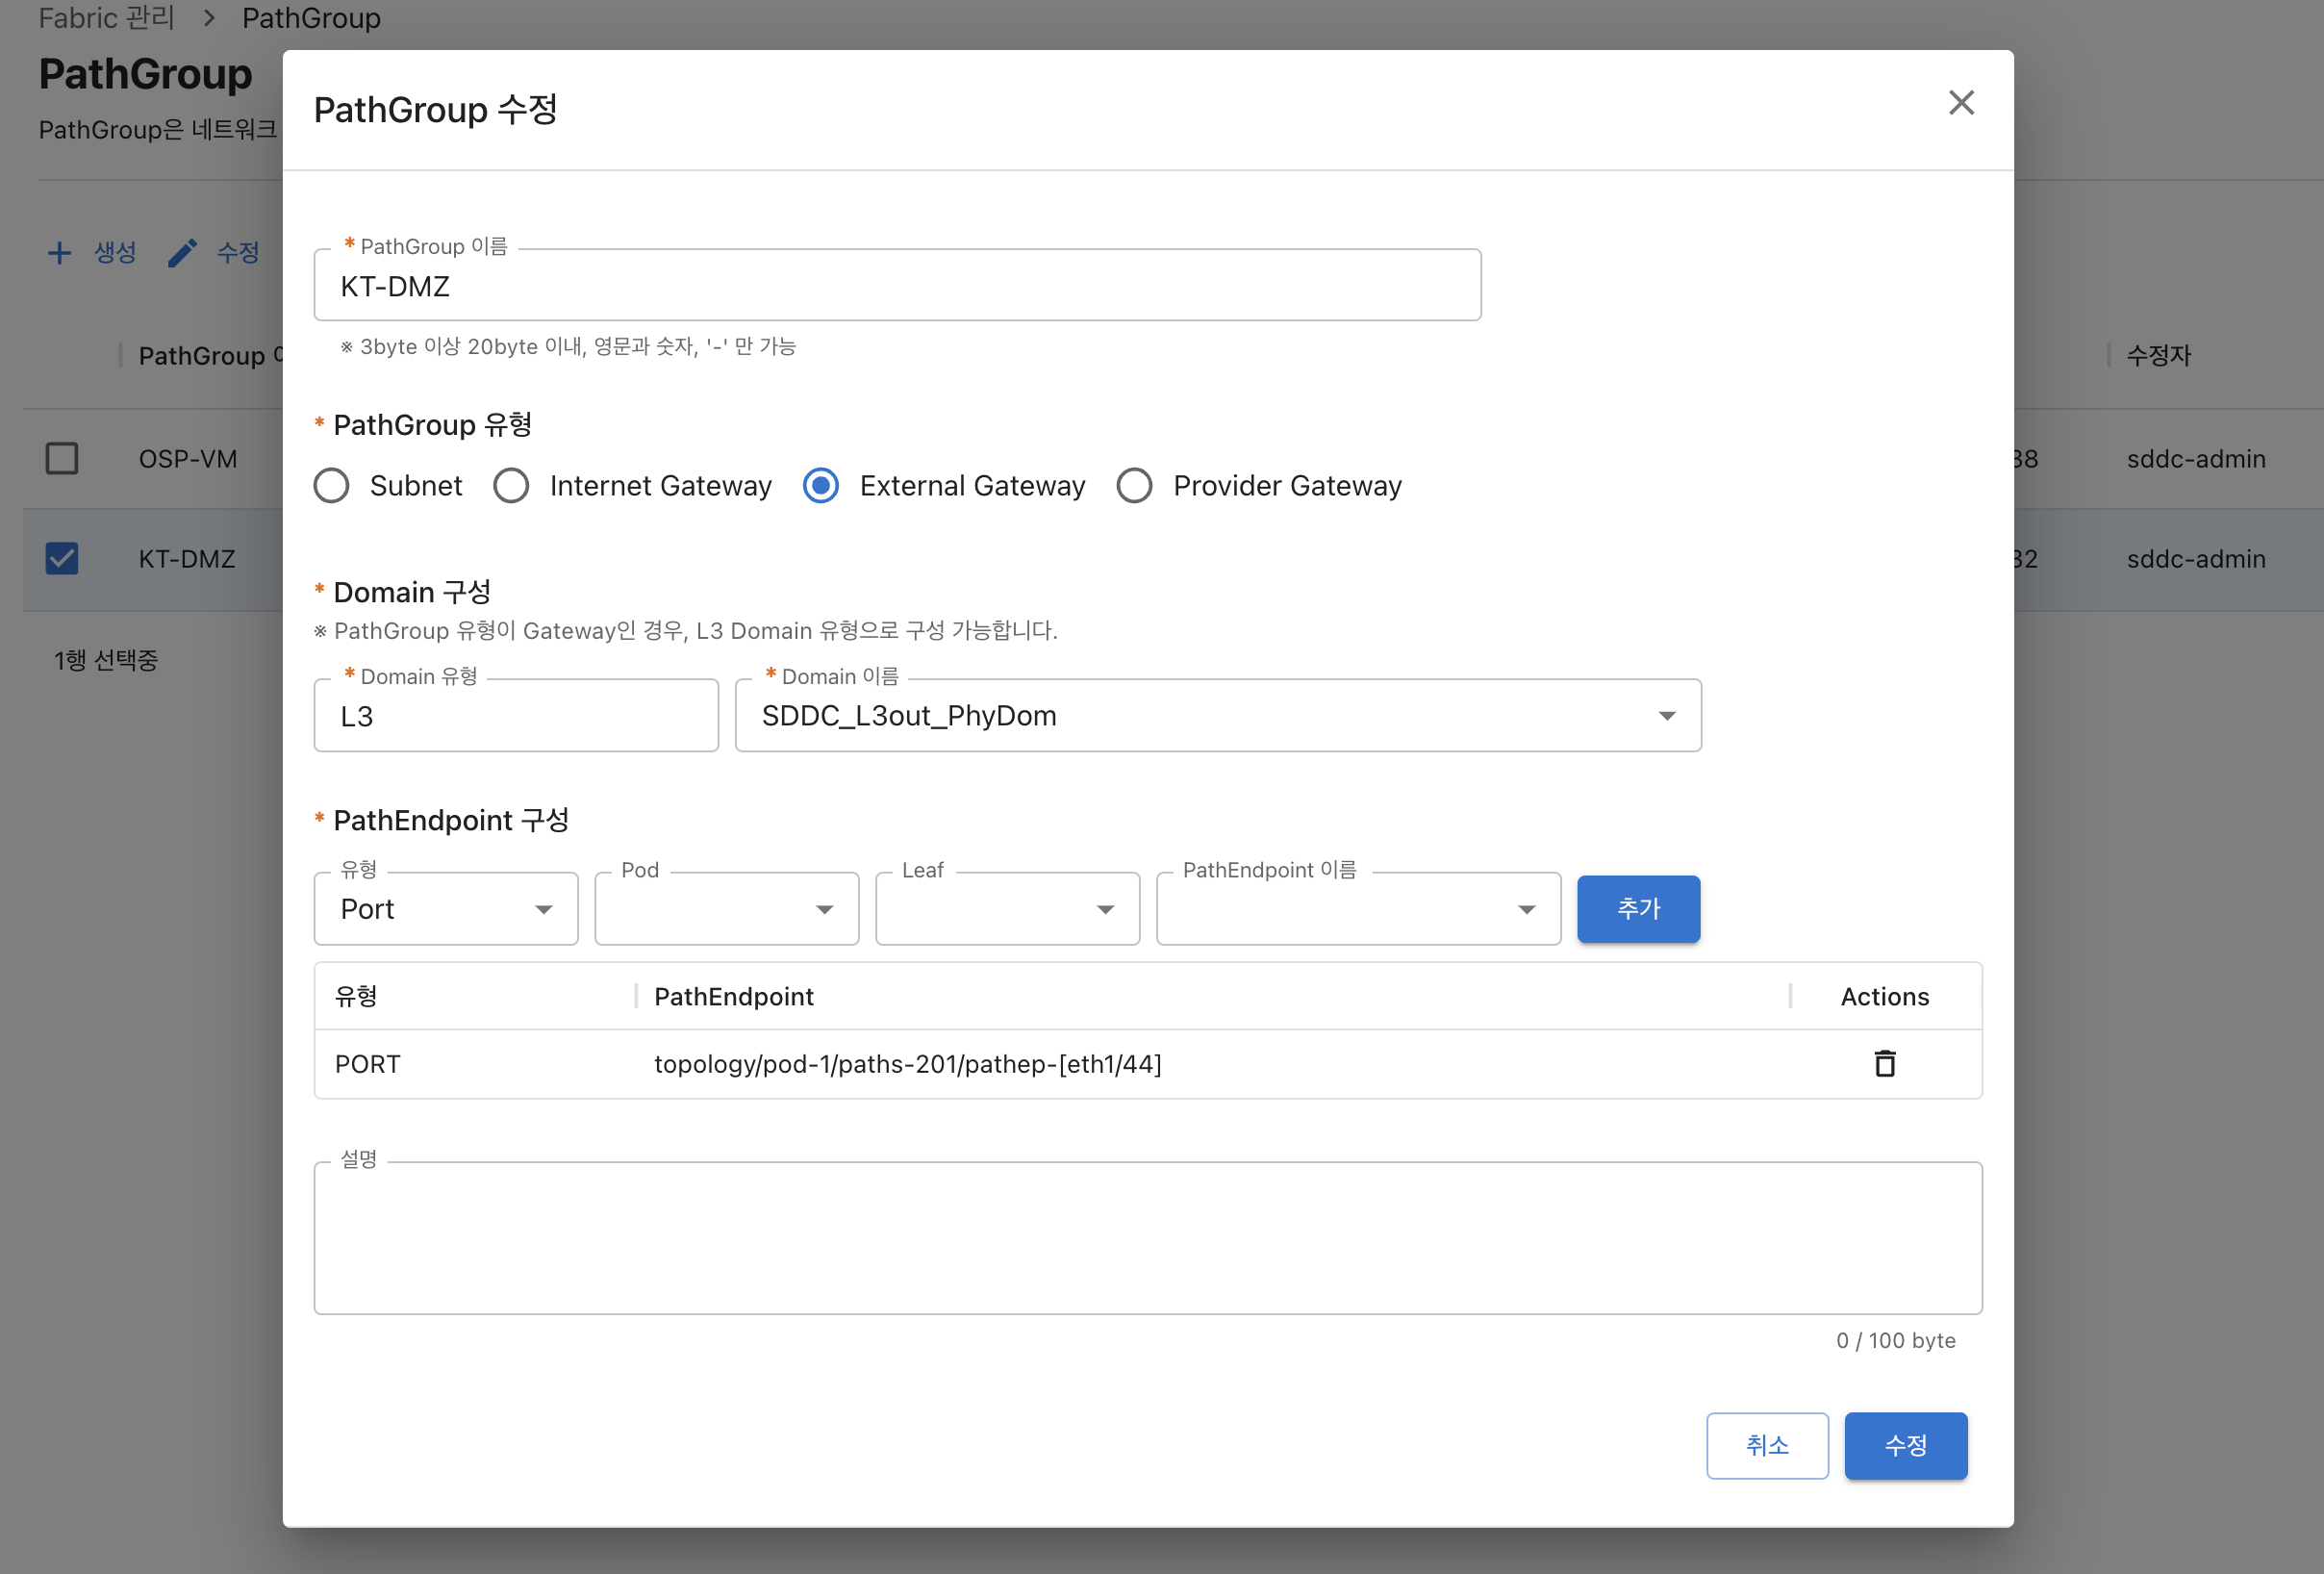 Fabric 관리 > PathGroup
PathGroup
PathGroup은 네트워크
생성 수정
PathGroup
수정자
OSP-VM
38
sddc-admin
KT-DMZ
32
sddc-admin
1행 선택중
PathGroup 수정
* PathGroup 이름
KT-DMZ
※ 3byte 이상 20byte 이내, 영문과 숫자, '-' 만 가능
* PathGroup 유형
Subnet Internet Gateway External Gateway Provider Gateway
* Domain 구성
※ PathGroup 유형이 Gateway인 경우, L3 Domain 유형으로 구성 가능합니다.
* Domain 유형 * Domain 이름
L3 SDDC_L3out_PhyDom
* PathEndpoint 구성
유형 Pod Leaf PathEndpoint 이름
Port 추가
유형 PathEndpoint Actions
PORT topology/pod-1/paths-201/pathep-[eth1/44]
설명
0 / 100 byte
취소 수정